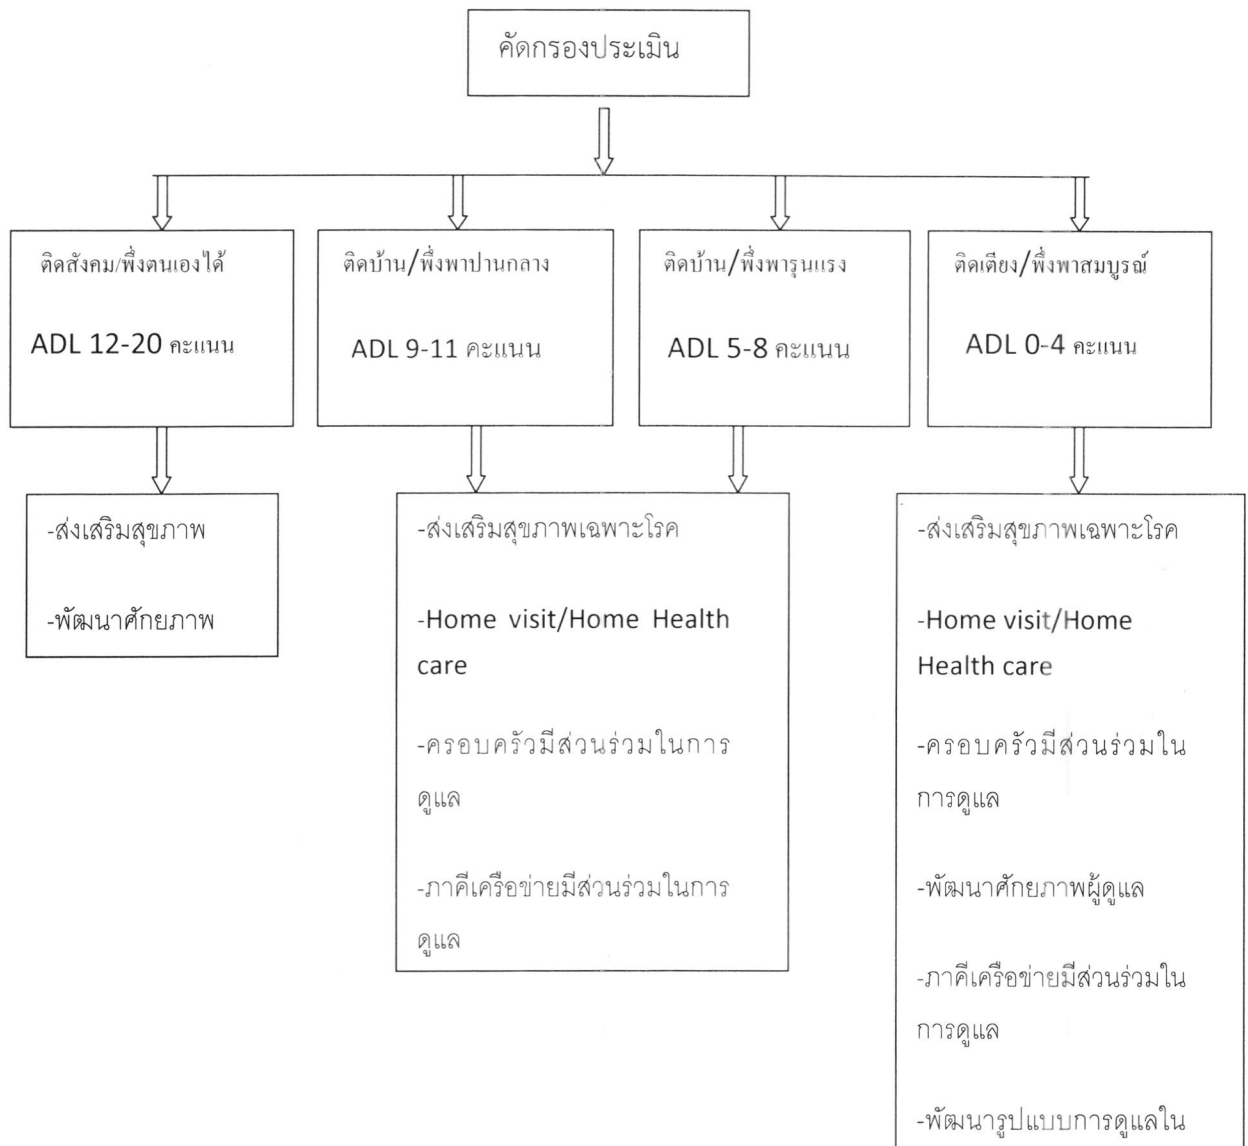 คัดกรองประเมิน
ติดสังคม/พึ่งตนเองได้
ADL 12-20 คะแนน
ติดบ้าน/พึ่งพาปานกลาง
ADL 9-11 คะแนน
ติดบ้าน/พึ่งพารุนแรง
ADL 5-8 คะแนน
ติดเตียง/พึ่งพาสมบูรณ์
ADL 0-4 คะแนน
-ส่งเสริมสุขภาพ
-พัฒนาศักยภาพ
-ส่งเสริมสุขภาพเฉพาะโรค
-Home visit/Home Health
care
-ครอบครัวมีส่วนร่วมในการ
ดูแล
-ภาคีเครือข่ายมีส่วนร่วมในการ
ดูแล
-ส่งเสริมสุขภาพเฉพาะโรค
-Home visit/Home
Health care
-ครอบครัวมีส่วนร่วมใน
การดูแล
-พัฒนาศักยภาพผู้ดูแล
-ภาคีเครือข่ายมีส่วนร่วมใน
การดูแล
-พัฒนารูปแบบการดูแลใน